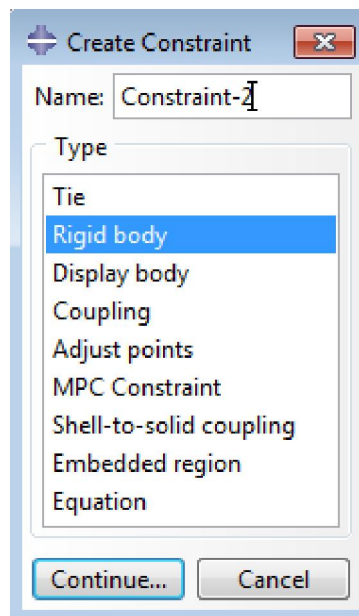 Create Constraint
Name: Constraint-2
Type
Tie
Rigid body
Display body
Coupling
Adjust points
MPC Constraint
Shell-to-solid coupling
Embedded region
Equation
Continue... Cancel